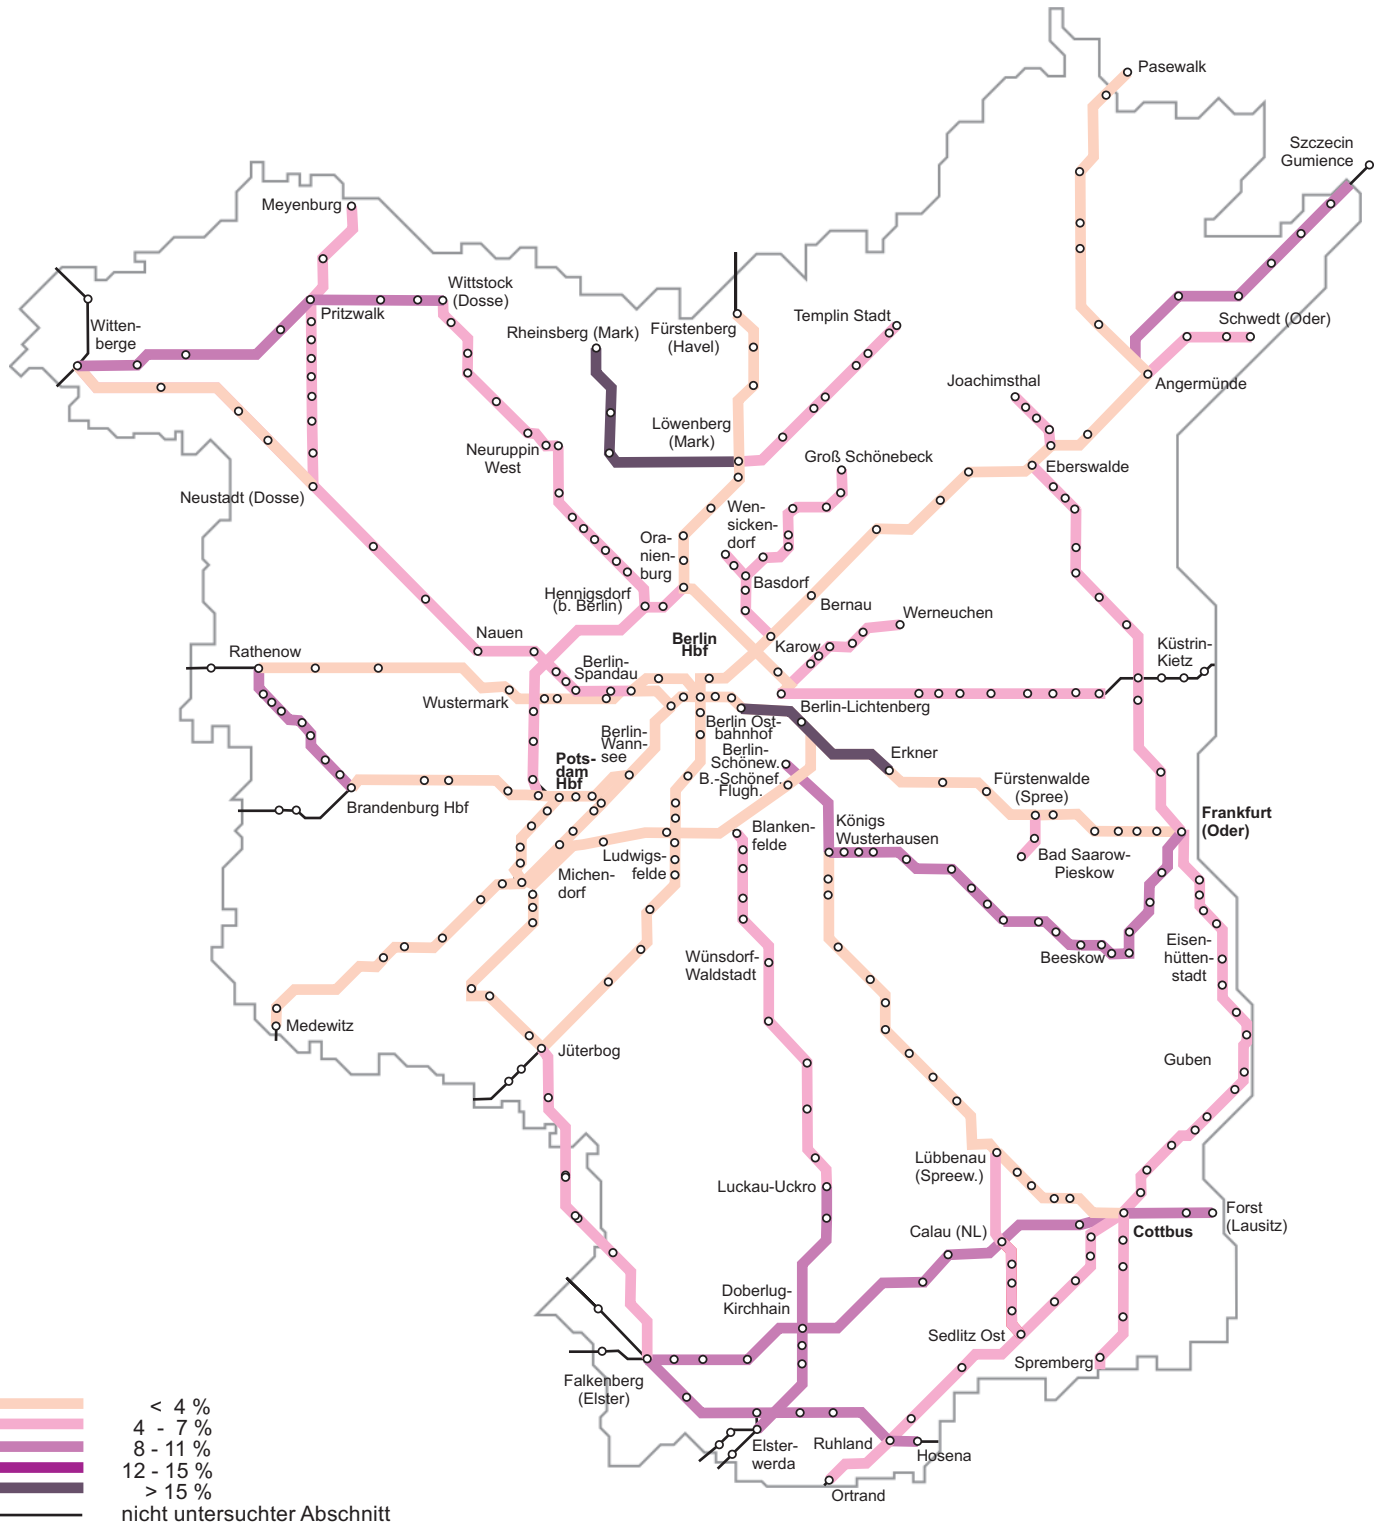 Pasewalk
Szczecin
Gumience
Meyenburg
Wittstock
(Dosse)
Pritzwalk
Witten-
berge
Rheinsberg (Mark)
Fürstenberg
(Havel)
Templin Stadt
Schwedt (Oder)
Angermünde
Joachimsthal
Löwenberg
(Mark)
Neuruppin
West
Groß Schönebeck
Eberswalde
Neustadt (Dosse)
Wen-
sicken-
dorf
Ora-
nien-
burg
Basdorf
Hennigsdorf
(b. Berlin)
Bernau
Werneuchen
Nauen
Berlin
Hbf
Karow
Küstrin-
Kietz
Rathenow
Berlin-
Spandau
Wustermark
Berlin-Lichtenberg
Berlin Ost-
bahnhof
Berlin-
Wann-
see
Berlin-
Schönew.
B.-Schönef.
Flugh.
Erkner
Pots-
dam
Hbf
Fürstenwalde
(Spree)
Brandenburg Hbf
Frankfurt
(Oder)
Blanken-
felde
Königs
Wusterhausen
Ludwigs-
felde
Bad Saarow-
Pieskow
Michen-
dorf
Wünsdorf-
Waldstadt
Beeskow
Eisen-
hütten-
stadt
Medewitz
Jüterbog
Guben
Lübbenau
(Spreew.)
Luckau-Uckro
Forst
(Lausitz)
Calau (NL)
Cottbus
Doberlug-
Kirchhain
Sedlitz Ost
Spremberg
Falkenberg
(Elster)
Elster-
werda
Ruhland
Hosena
Ortrand
< 4 %
4 - 7 %
8 - 11 %
12 - 15 %
> 15 %
nicht untersuchter Abschnitt